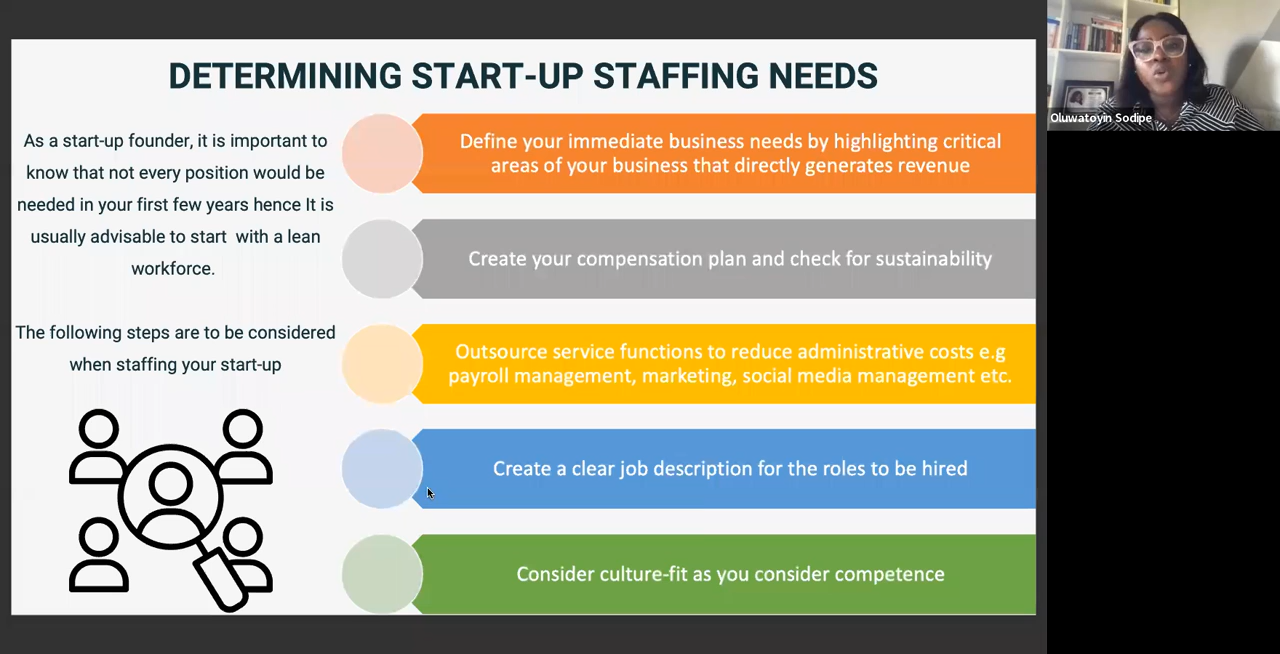 DETERMINING START-UP STAFFING NEEDS
As a start-up founder, it is important to
know that not every position would be
needed in your first few years hence It is
usually advisable to start with a lean
workforce.
The following steps are to be considered
when staffing your start-up
Define your immediate business needs by highlighting critical
areas of your business that directly generates revenue
Create your compensation plan and check for sustainability
Outsource service functions to reduce administrative costs e.g
payroll management, marketing, social media management etc.
Create a clear job description for the roles to be hired
Consider culture-fit as you consider competence
Oluwatoyin Sodipe